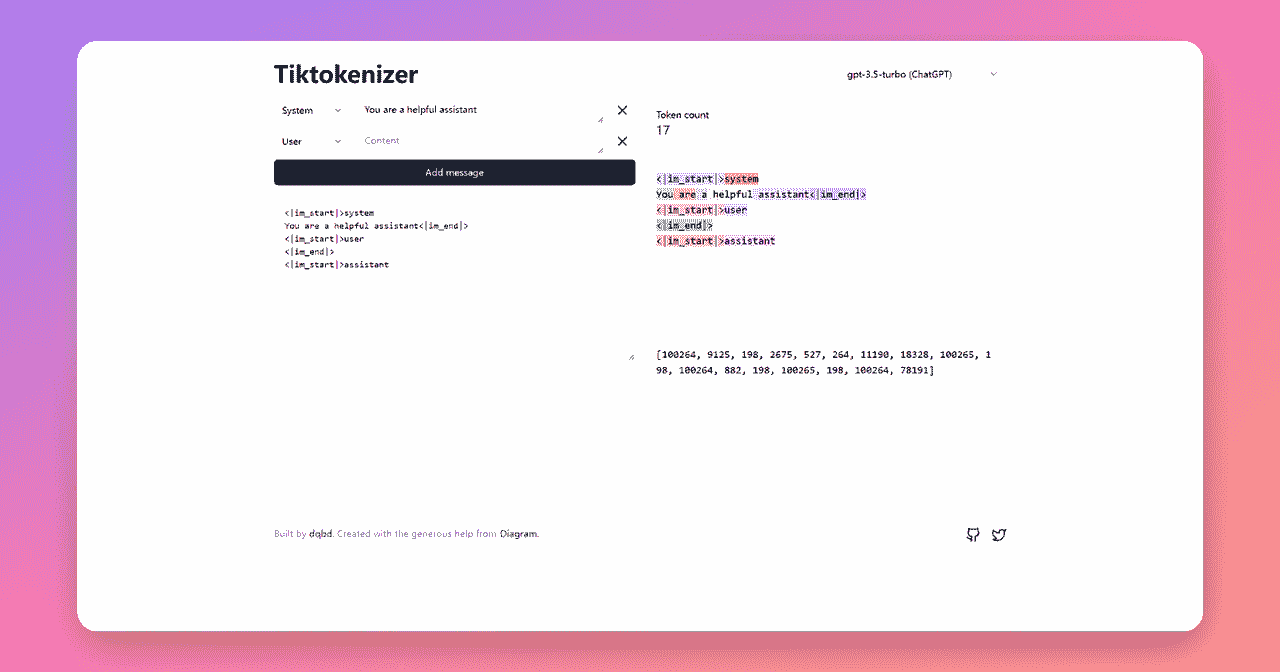 Tiktokenizer
gpt-3.5-turbo (ChatGPT)
System
You are a helpful assistant
User
Content
Add message
<|im_start|>system
You are a helpful assistant<|im_end|>
<|im_start|>user
<|im_end|>
<|im_start|>assistant
Token count
17
<|im_start|>system
You are a helpful assistant<|im_end|>
<|im_start|>user
<|im_end|>
<|im_start|>assistant
[100264, 9125, 198, 2675, 527, 264, 11190, 18328, 100265, 1
98, 100264, 882, 198, 100265, 198, 100264, 78191]
Built by dqbd. Created with the generous help from Diagram.